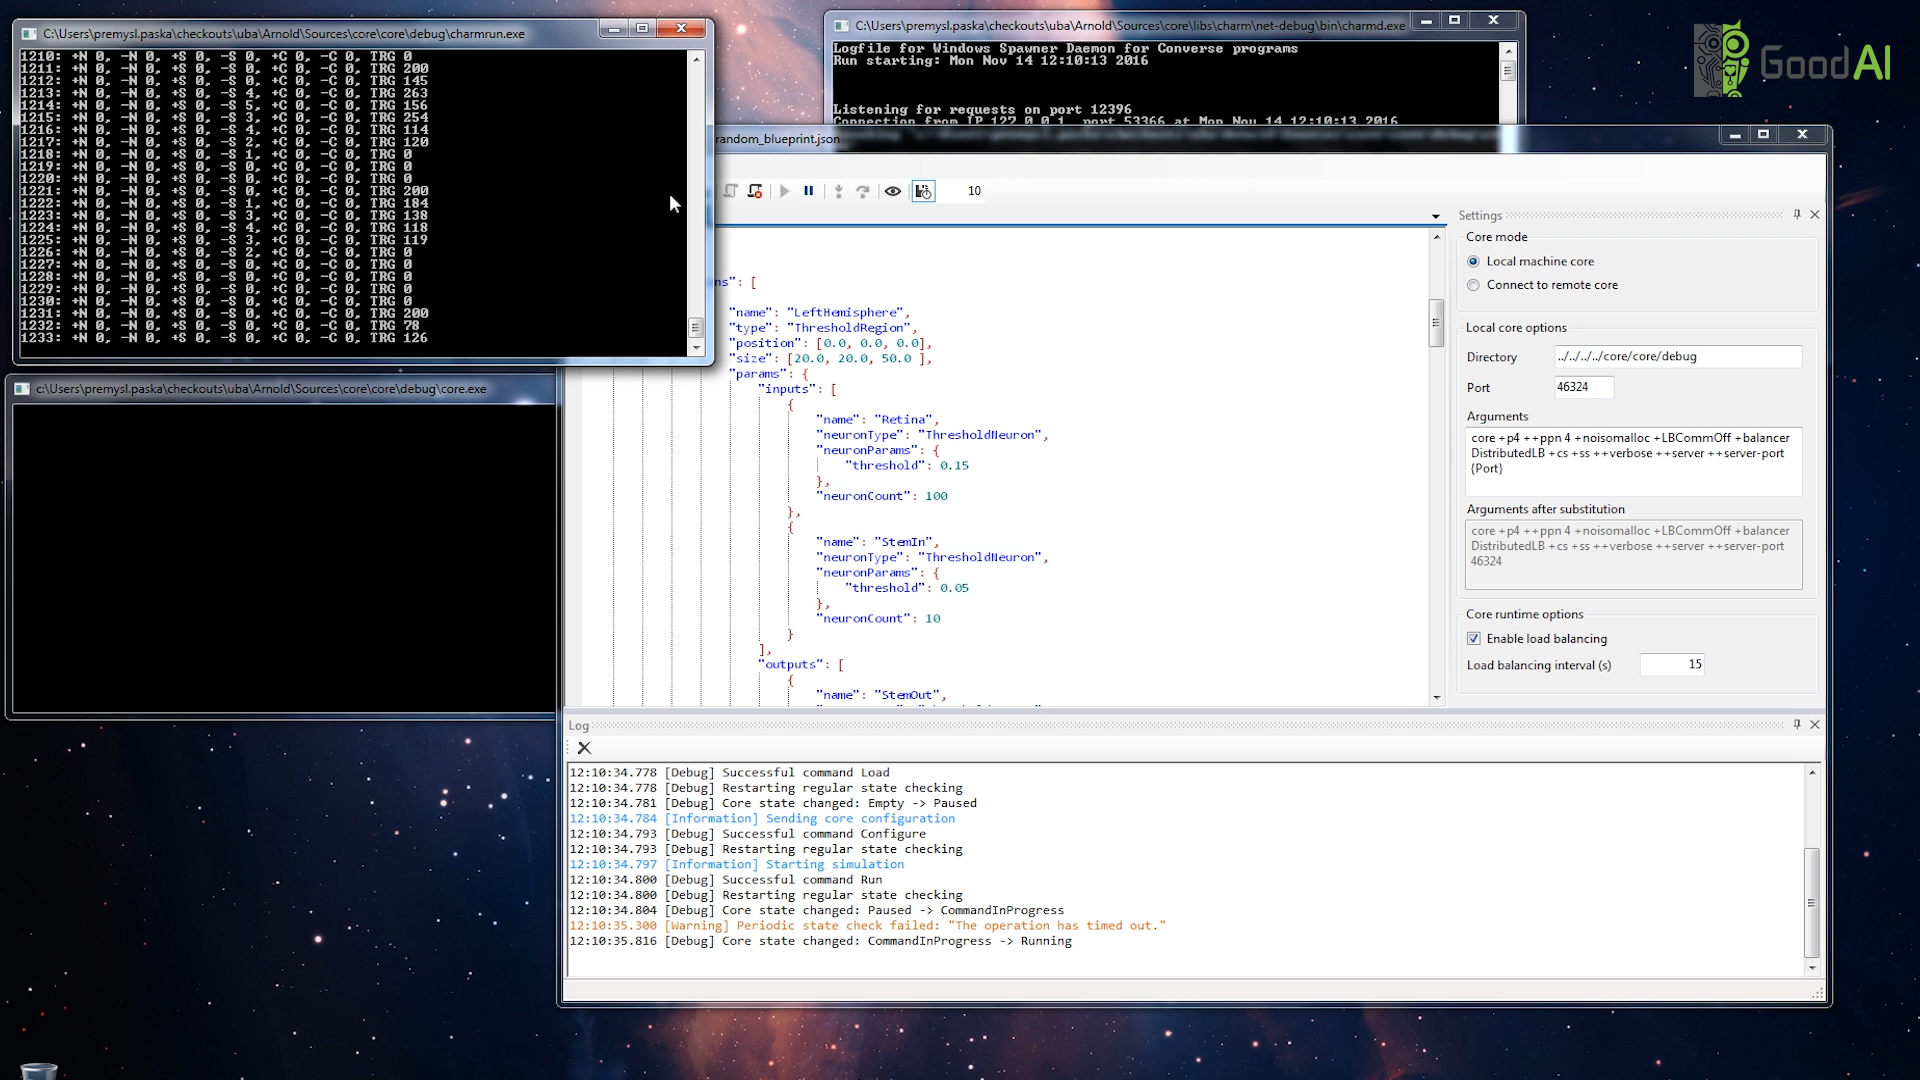 C:\Users\premysl.paska\checkouts\uba\Arnold\Sources\core\core\debug\charmrun.exe
1210: +N 0, -N 0, +S 0, -S 0, +C 0, -C 0, TRG 0
1211: +N 0, -N 0, +S 0, -S 0, +C 0, -C 0, TRG 200
1212: +N 0, -N 0, +S 0, -S 0, +C 0, -C 0, TRG 145
1213: +N 0, -N 0, +S 0, -S 4, +C 0, -C 0, TRG 263
1214: +N 0, -N 0, +S 0, -S 5, +C 0, -C 0, TRG 156
1215: +N 0, -N 0, +S 0, -S 3, +C 0, -C 0, TRG 254
1216: +N 0, -N 0, +S 0, -S 4, +C 0, -C 0, TRG 114
1217: +N 0, -N 0, +S 0, -S 2, +C 0, -C 0, TRG 120
1218: +N 0, -N 0, +S 0, -S 1, +C 0, -C 0, TRG 0
1219: +N 0, -N 0, +S 0, -S 0, +C 0, -C 0, TRG 0
1220: +N 0, -N 0, +S 0, -S 0, +C 0, -C 0, TRG 0
1221: +N 0, -N 0, +S 0, -S 0, +C 0, -C 0, TRG 200
1222: +N 0, -N 0, +S 0, -S 1, +C 0, -C 0, TRG 184
1223: +N 0, -N 0, +S 0, -S 3, +C 0, -C 0, TRG 138
1224: +N 0, -N 0, +S 0, -S 4, +C 0, -C 0, TRG 118
1225: +N 0, -N 0, +S 0, -S 3, +C 0, -C 0, TRG 119
1226: +N 0, -N 0, +S 0, -S 2, +C 0, -C 0, TRG 0
1227: +N 0, -N 0, +S 0, -S 0, +C 0, -C 0, TRG 0
1228: +N 0, -N 0, +S 0, -S 0, +C 0, -C 0, TRG 0
1229: +N 0, -N 0, +S 0, -S 0, +C 0, -C 0, TRG 0
1230: +N 0, -N 0, +S 0, -S 0, +C 0, -C 0, TRG 0
1231: +N 0, -N 0, +S 0, -S 0, +C 0, -C 0, TRG 200
1232: +N 0, -N 0, +S 0, -S 0, +C 0, -C 0, TRG 78
1233: +N 0, -N 0, +S 0, -S 0, +C 0, -C 0, TRG 126
C:\Users\premysl.paska\checkouts\uba\Arnold\Sources\core\libs\charm\net-debug\bin\charmd.exe
Logfile for Windows Spawner Daemon for Converse programs
Run starting: Mon Nov 14 12:10:13 2016
Listening for requests on port 12396
Connection from IP 127.0.0.1, port 53366 at Mon Nov 14 12:10:13 2016
GoodAI
c:\Users\premysl.paska\checkouts\uba\Arnold\Sources\core\core\debug\core.exe
random_blueprint.json
10
ns": [
"name": "LeftHemisphere",
"type": "ThresholdRegion",
"position": [0.0, 0.0, 0.0],
"size": [20.0, 20.0, 50.0 ],
"params": {
"inputs": [
{
"name": "Retina",
"neuronType": "ThresholdNeuron",
"neuronParams": {
"threshold": 0.15
},
"neuronCount": 100
},
{
"name": "StemIn",
"neuronType": "ThresholdNeuron",
"neuronParams": {
"threshold": 0.05
},
"neuronCount": 10
}
],
"outputs": [
{
"name": "StemOut",
Settings
Core mode
Local machine core
Connect to remote core
Local core options
Directory ../../../../core/core/debug
Port 46324
Arguments
core +p4 ++ppn 4 +noisomalloc +LBCommOff +balancer
DistributedLB +cs +ss ++verbose ++server ++server-port
{Port}
Arguments after substitution
core +p4 ++ppn 4 +noisomalloc +LBCommOff +balancer
DistributedLB +cs +ss ++verbose ++server ++server-port
46324
Core runtime options
Enable load balancing
Load balancing interval (s) 15
Log
12:10:34.778 [Debug] Successful command Load
12:10:34.778 [Debug] Restarting regular state checking
12:10:34.781 [Debug] Core state changed: Empty -> Paused
12:10:34.784 [Information] Sending core configuration
12:10:34.793 [Debug] Successful command Configure
12:10:34.793 [Debug] Restarting regular state checking
12:10:34.797 [Information] Starting simulation
12:10:34.800 [Debug] Successful command Run
12:10:34.800 [Debug] Restarting regular state checking
12:10:34.804 [Debug] Core state changed: Paused -> CommandInProgress
12:10:35.300 [Warning] Periodic state check failed: "The operation has timed out."
12:10:35.816 [Debug] Core state changed: CommandInProgress -> Running